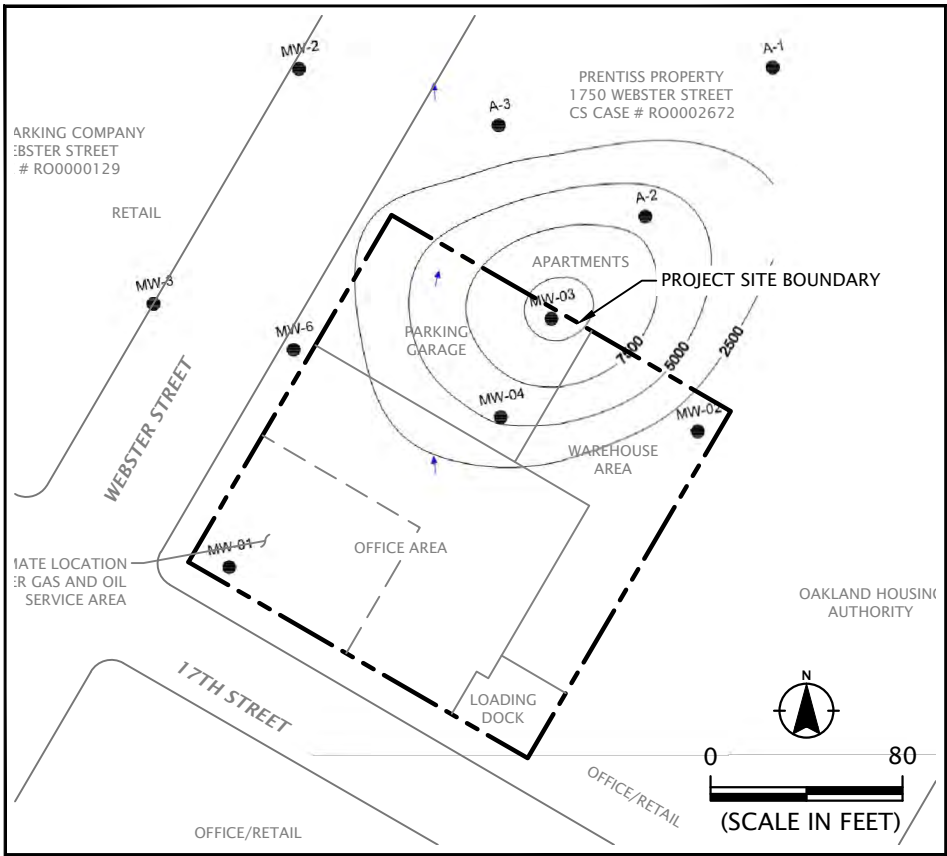 MW-2
A-1
PRENTISS PROPERTY
1750 WEBSTER STREET
CS CASE # RO0002672
A-3
ARKING COMPANY
EBSTER STREET
# RO0000129
RETAIL
A-2
APARTMENTS
PROJECT SITE BOUNDARY
MW-3
MW-03
MW-6
PARKING
GARAGE
7500
5000
2500
WEBSTER STREET
MW-04
MW-02
WAREHOUSE
AREA
MW-01
OFFICE AREA
MATE LOCATION
ER GAS AND OIL
SERVICE AREA
OAKLAND HOUSING
AUTHORITY
17TH STREET
LOADING
DOCK
N
0 80
(SCALE IN FEET)
OFFICE/RETAIL
OFFICE/RETAIL